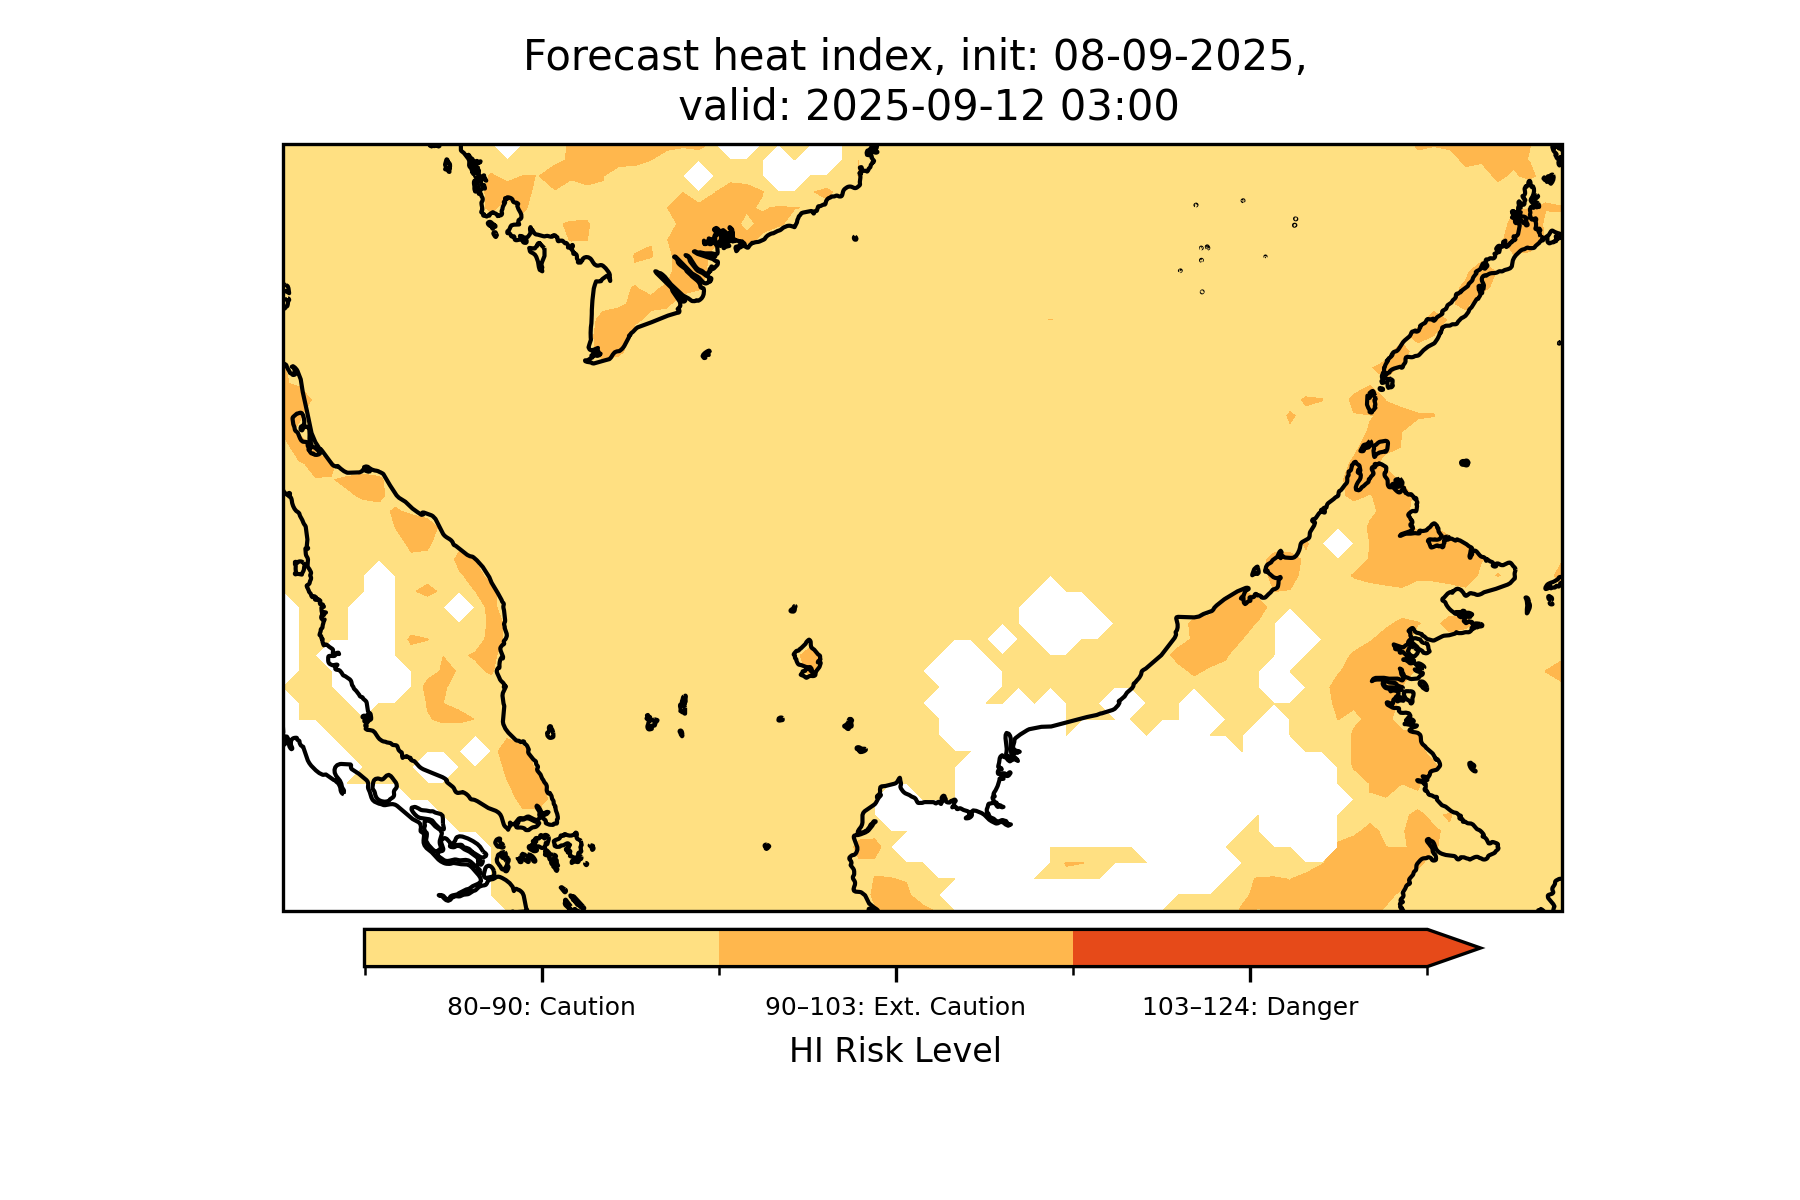 Forecast heat index, init: 08-09-2025,
valid: 2025-09-12 03:00
80–90: Caution
90–103: Ext. Caution
103–124: Danger
HI Risk Level